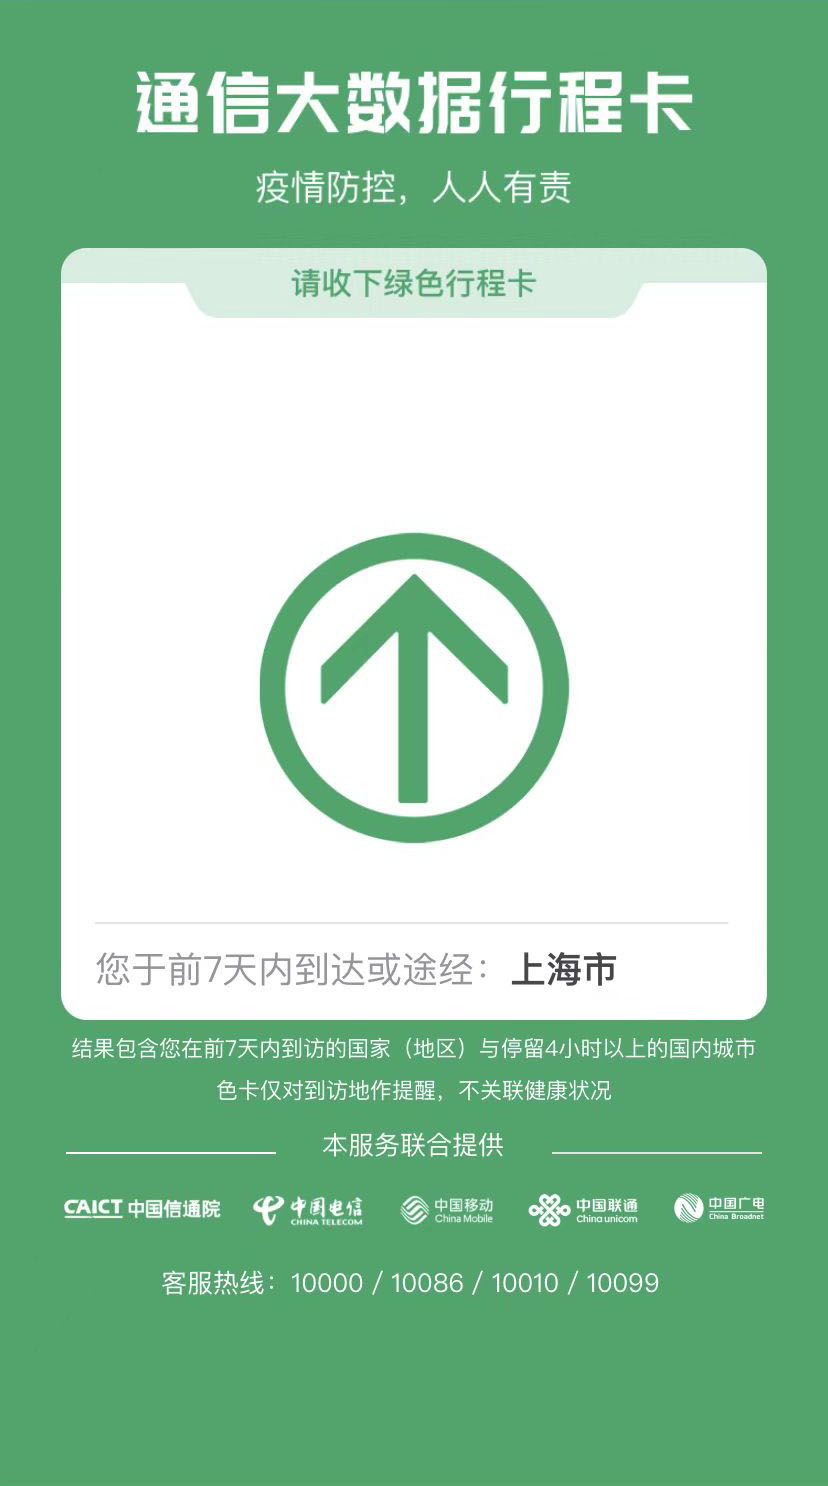 通信大数据行程卡
疫情防控，人人有责
请收下绿色行程卡
您于前7天内到达或途经：上海市
结果包含您在前7天内到访的国家（地区）与停留4小时以上的国内城市
色卡仅对到访地作提醒，不关联健康状况
本服务联合提供
CAICT 中国信通院 中国电信 CHINA TELECOM 中国移动 China Mobile 中国联通 China unicom 中国广电 China Broadnet
客服热线：10000 / 10086 / 10010 / 10099